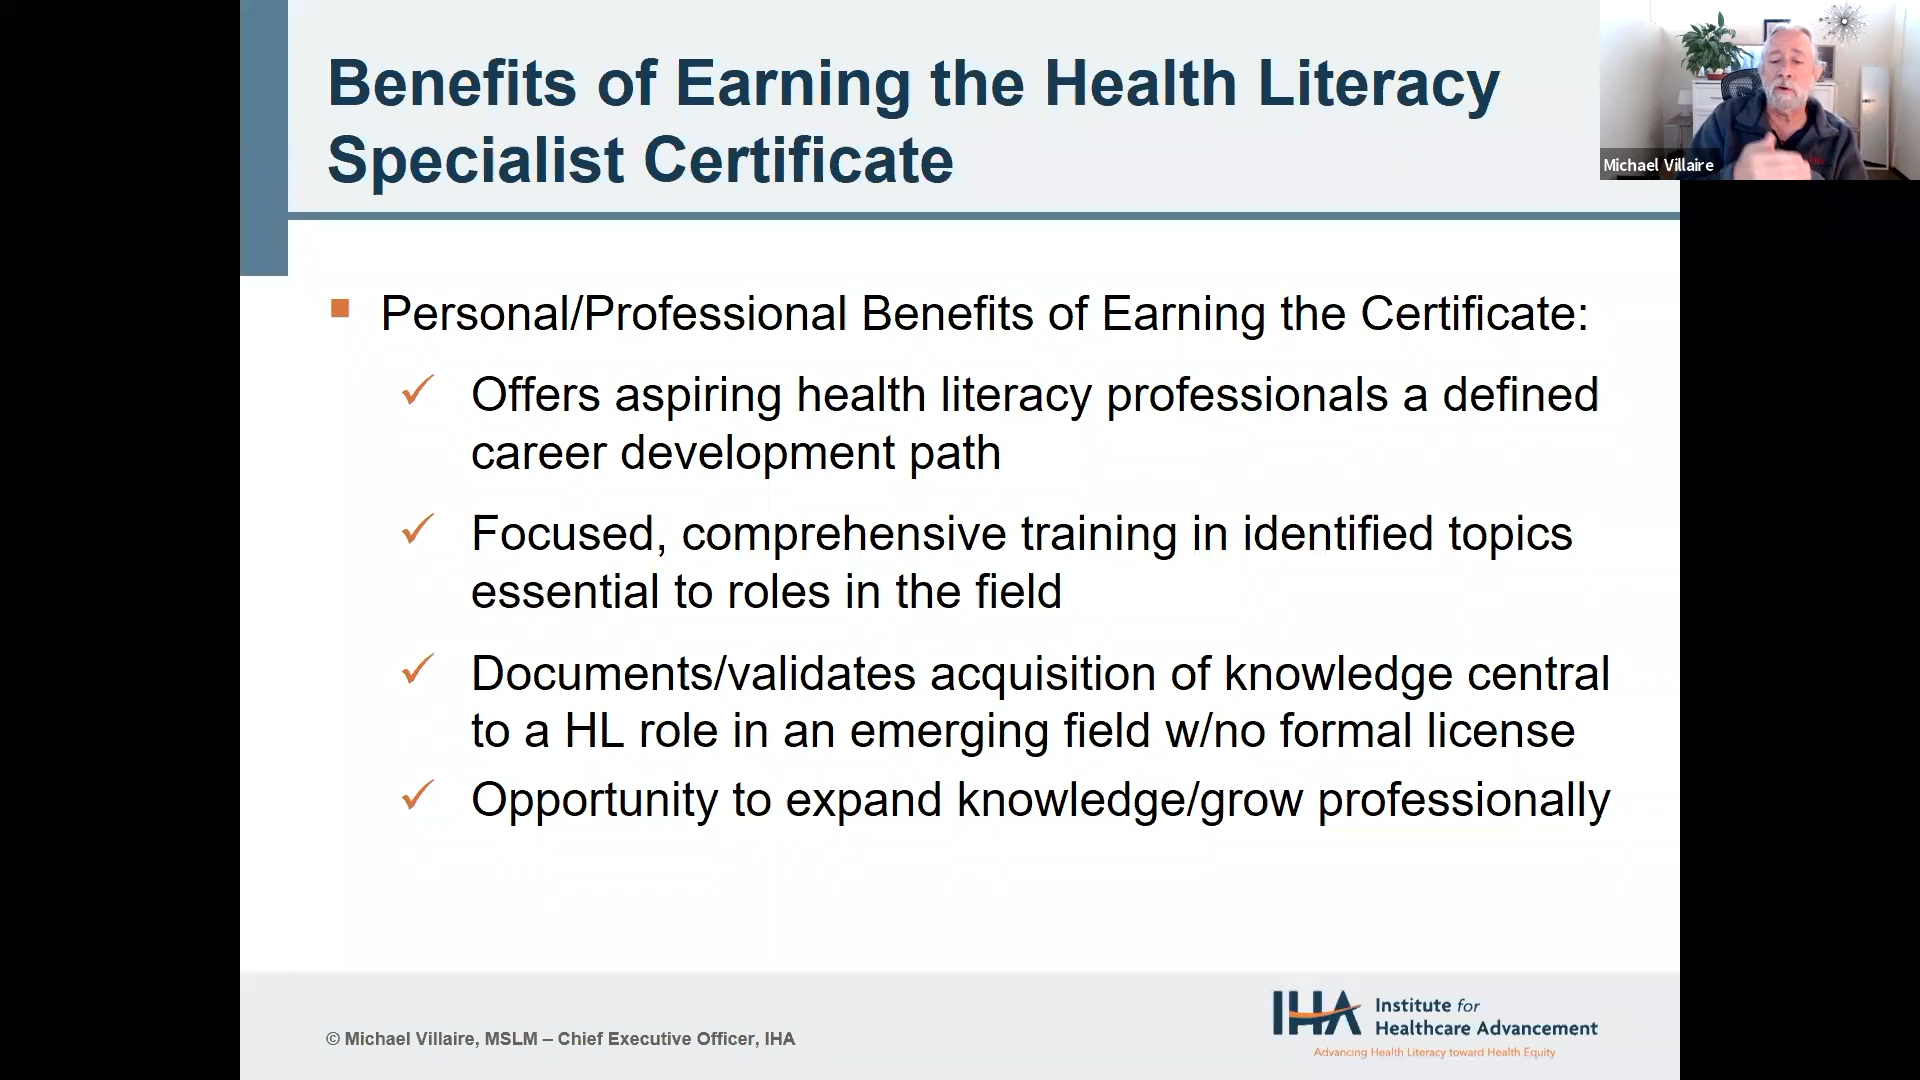 Benefits of Earning the Health Literacy
Specialist Certificate
Michael Villaire
Personal/Professional Benefits of Earning the Certificate:
Offers aspiring health literacy professionals a defined
career development path
Focused, comprehensive training in identified topics
essential to roles in the field
Documents/validates acquisition of knowledge central
to a HL role in an emerging field w/no formal license
Opportunity to expand knowledge/grow professionally
© Michael Villaire, MSLM – Chief Executive Officer, IHA
IHA Institute for
Healthcare Advancement
Advancing Health Literacy toward Health Equity